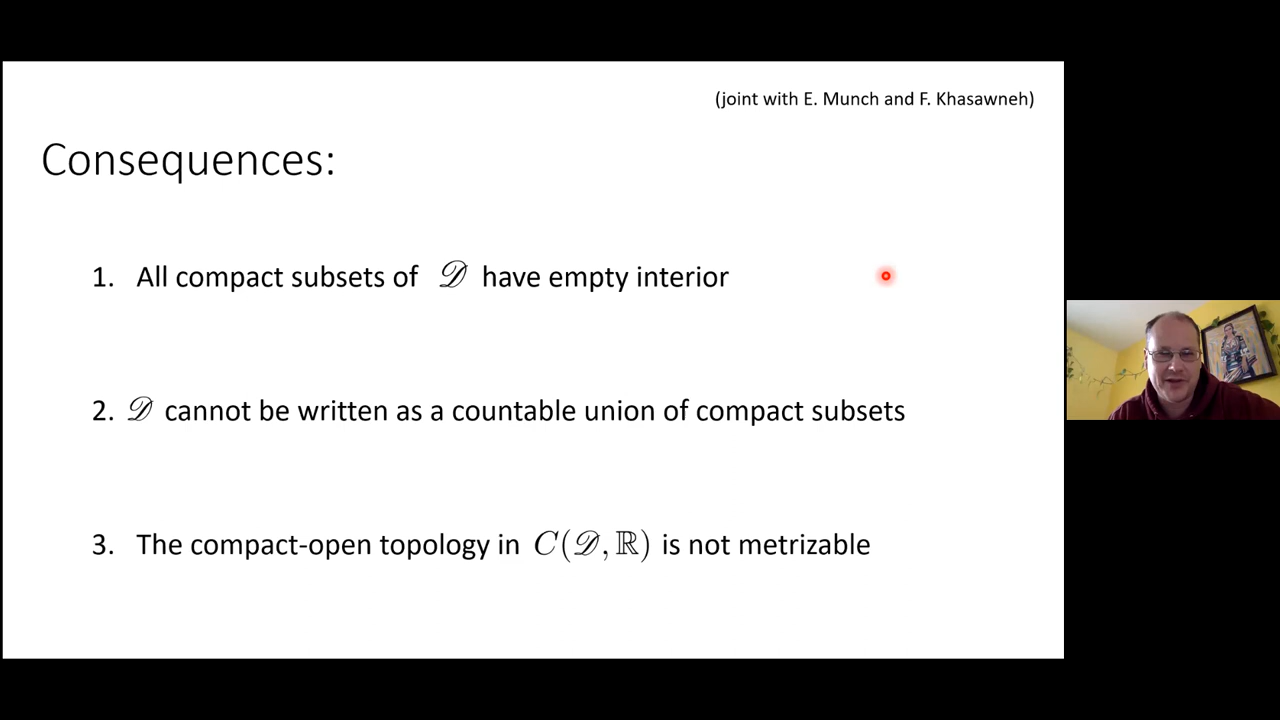 (joint with E. Munch and F. Khasawneh)
Consequences:
1. All compact subsets of 𝒟 have empty interior
2. 𝒟 cannot be written as a countable union of compact subsets
3. The compact-open topology in C(𝒟, ℝ) is not metrizable